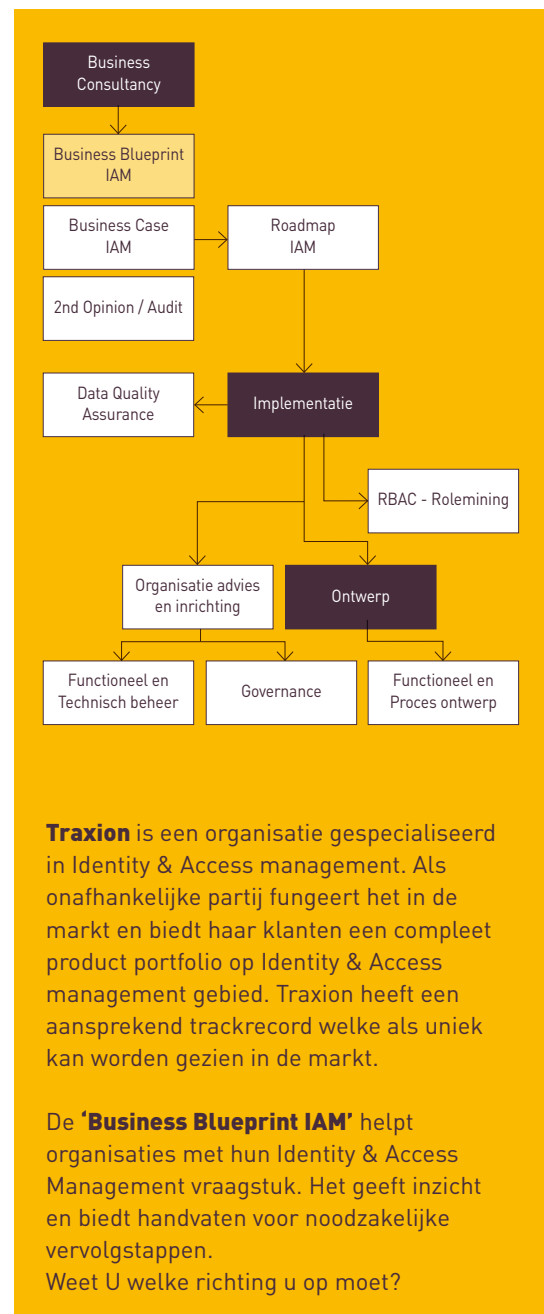 Business
Consultancy
Business Blueprint
IAM
Business Case
IAM
Roadmap
IAM
2nd Opinion / Audit
Data Quality
Assurance
Implementatie
RBAC - Rolemining
Organisatie advies
en inrichting
Ontwerp
Functioneel en
Technisch beheer
Governance
Functioneel en
Proces ontwerp
Traxion is een organisatie gespecialiseerd
in Identity & Access management. Als
onafhankelijke partij fungeert het in de
markt en biedt haar klanten een compleet
product portfolio op Identity & Access
management gebied. Traxion heeft een
aansprekend trackrecord welke als uniek
kan worden gezien in de markt.
De ‘Business Blueprint IAM’ helpt
organisaties met hun Identity & Access
Management vraagstuk. Het geeft inzicht
en biedt handvaten voor noodzakelijke
vervolgstappen.
Weet U welke richting u op moet?